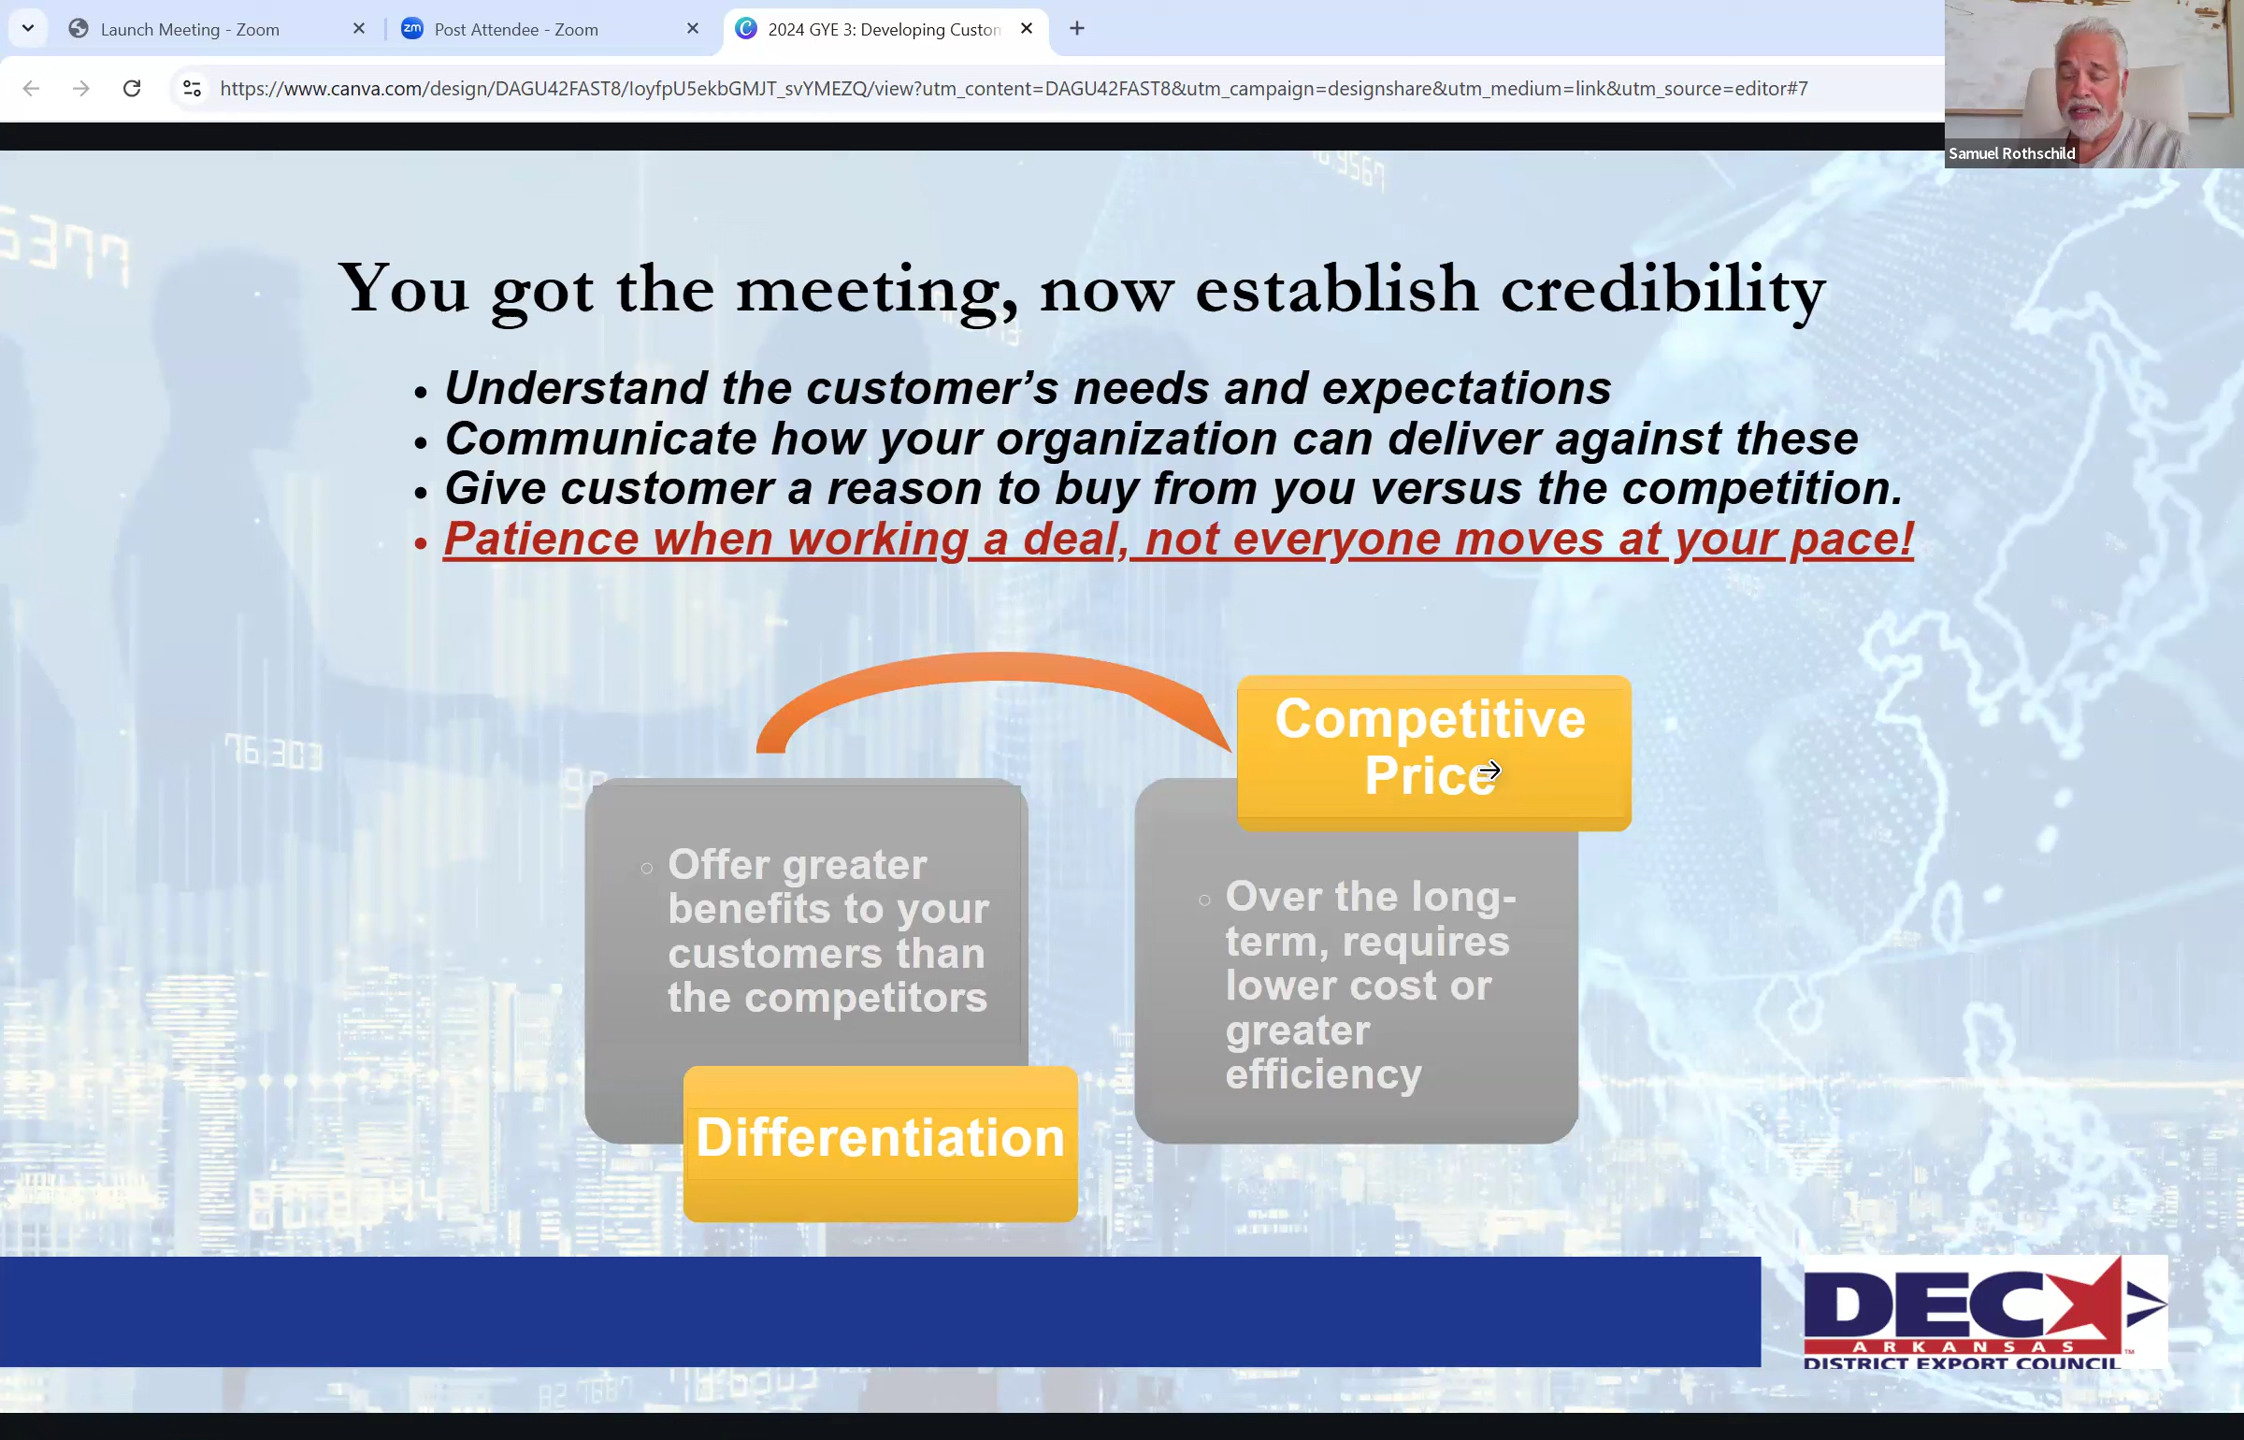 Launch Meeting - Zoom
Post Attendee - Zoom
2024 GYE 3: Developing Custom
https://www.canva.com/design/DAGU42FAST8/IoyfpU5ekbGMJT_svYMEZQ/view?utm_content=DAGU42FAST8&utm_campaign=designshare&utm_medium=link&utm_source=editor#7
Samuel Rothschild
6377
You got the meeting, now establish credibility
• Understand the customer's needs and expectations
• Communicate how your organization can deliver against these
• Give customer a reason to buy from you versus the competition.
• Patience when working a deal, not everyone moves at your pace!
76.303
Competitive
Price
Offer greater
benefits to your
customers than
the competitors
Differentiation
Over the long-
term, requires
lower cost or
greater
efficiency
DEC
ARKANSAS
TM
DISTRICT EXPORT COUNCIL